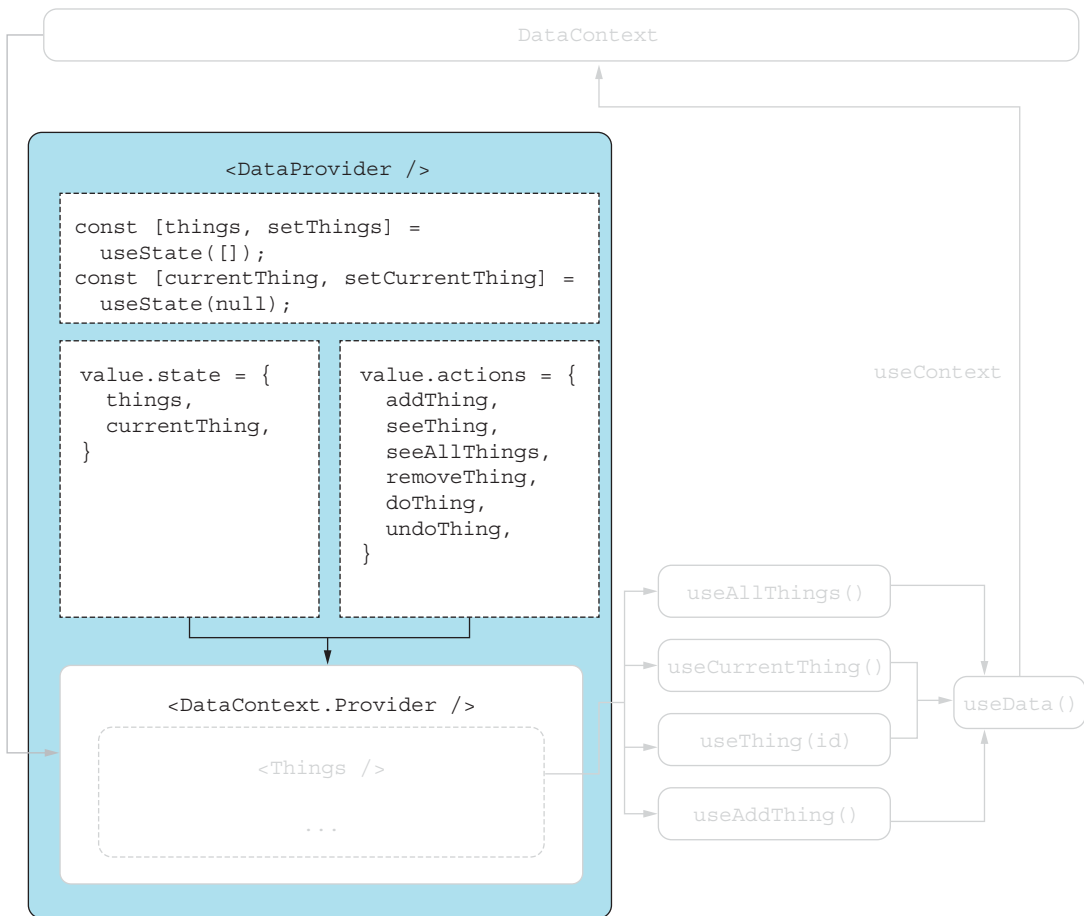 DataContext
<DataProvider />
const [things, setThings] =
  useState([]);
const [currentThing, setCurrentThing] =
  useState(null);
value.state = {
  things,
  currentThing,
}
value.actions = {
  addThing,
  seeThing,
  seeAllThings,
  removeThing,
  doThing,
  undoThing,
}
useContext
<DataContext.Provider />
<Things />
...
useAllThings()
useCurrentThing()
useThing(id)
useAddThing()
useData()